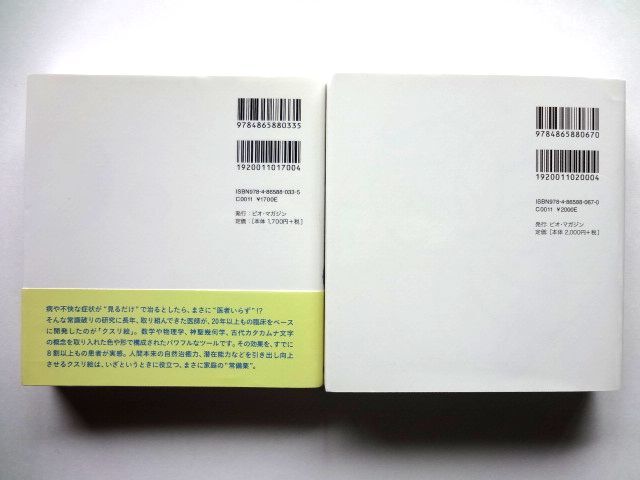 9784865880335
1920011017004
ISBN978-4-86588-033-5
C0011 ¥1700E
発行：ビオ・マガジン
定価：[本体 1,700円+税]
病や不快な症状が“見るだけ”で治るとしたら、まさに“医者いらず”!?
そんな常識破りの研究に長年、取り組んできた医師が、20年以上もの臨床をベース
に開発したのが「クスリ絵」。数学や物理学、神聖幾何学、古代カタカムナ文字
の概念を取り入れた色や形で構成されたパワフルなツールです。その効果を、すでに
8割以上もの患者が実感。人間本来の自然治癒力、潜在能力などを引き出し向上
させるクスリ絵は、いざというときに役立つ、まさに家庭の“常備薬”。
9784865880670
1920011020004
ISBN978-4-86588-067-0
C0011 ¥2000E
発行：ビオ・マガジン
定価：[本体 2,000円+税]